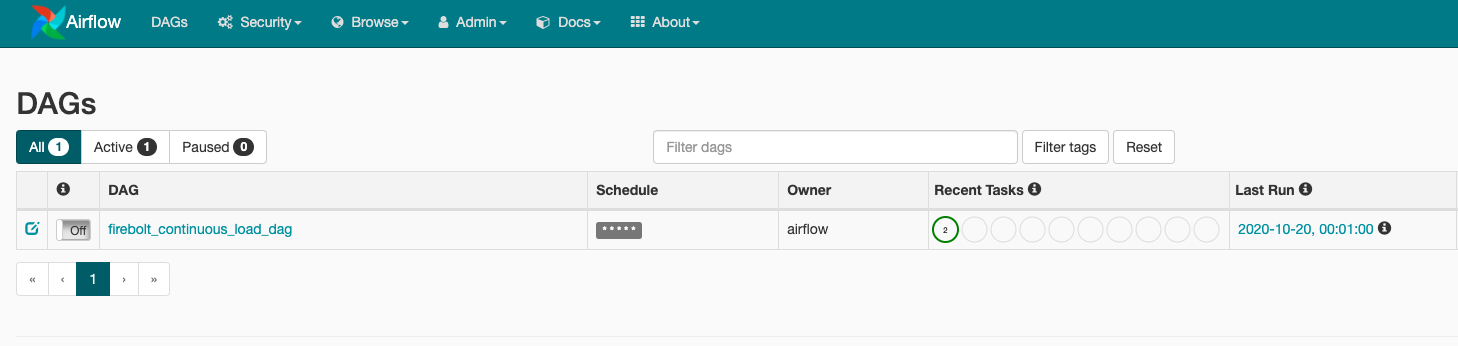 Airflow DAGs Security Browse Admin Docs About
DAGs
All 1 Active 1 Paused 0 Filter dags Filter tags Reset
DAG Schedule Owner Recent Tasks Last Run
Off firebolt_continuous_load_dag * * * * * airflow 2 2020-10-20, 00:01:00
« ‹ 1 › »